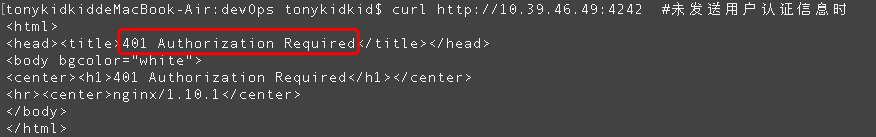 [tonykidkiddeMacBook-Air:devOps tonykidkid$ curl http://10.39.46.49:4242  #未发送用户认证信息时
<html>
<head><title>401 Authorization Required</title></head>
<body bgcolor="white">
<center><h1>401 Authorization Required</h1></center>
<hr><center>nginx/1.10.1</center>
</body>
</html>